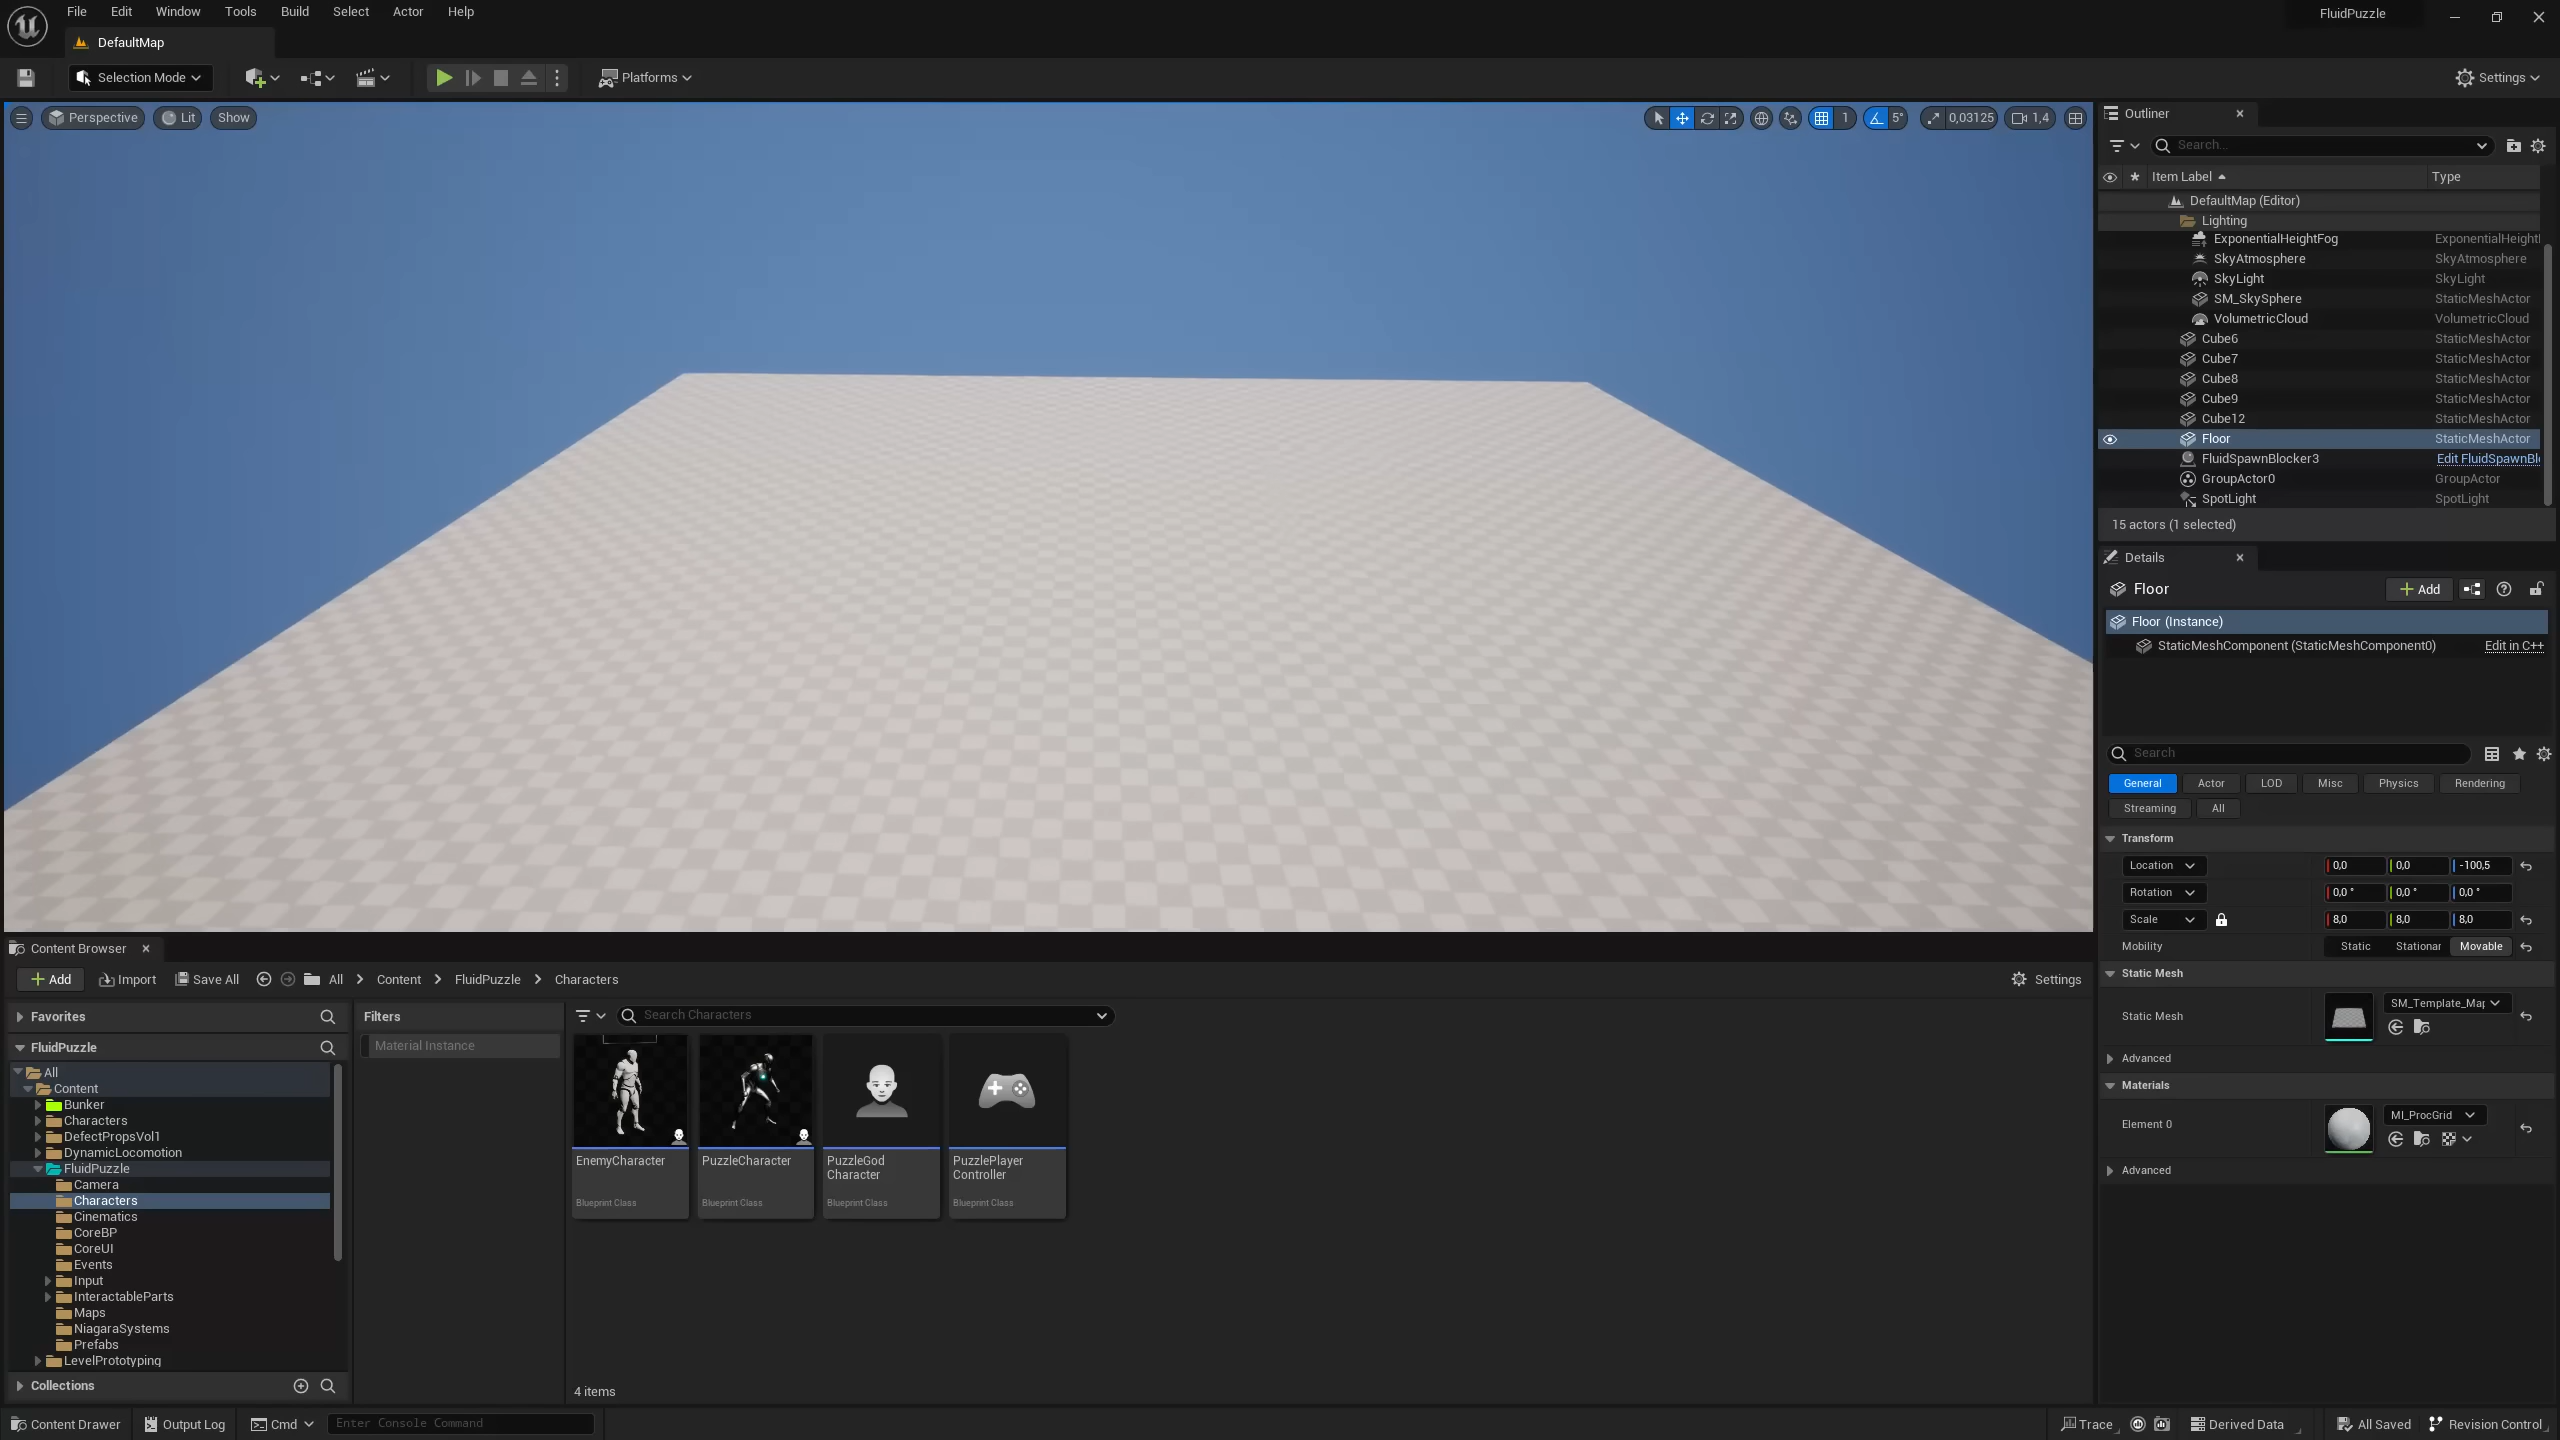 File Edit Window Tools Build Select Actor Help
FluidPuzzle
DefaultMap
Selection Mode
Platforms
Settings
Perspective Lit Show
1 5° 0,03125 1,4
Outliner
Search...
Item Label Type
DefaultMap (Editor)
Lighting
ExponentialHeightFog ExponentialHeightF
SkyAtmosphere SkyAtmosphere
SkyLight SkyLight
SM_SkySphere StaticMeshActor
VolumetricCloud VolumetricCloud
Cube6 StaticMeshActor
Cube7 StaticMeshActor
Cube8 StaticMeshActor
Cube9 StaticMeshActor
Cube12 StaticMeshActor
Floor StaticMeshActor
FluidSpawnBlocker3 Edit FluidSpawnBl
GroupActor0 GroupActor
SpotLight SpotLight
15 actors (1 selected)
Details
Floor
Add
Floor (Instance)
StaticMeshComponent (StaticMeshComponent0) Edit in C++
Search
General Actor LOD Misc Physics Rendering
Streaming All
Transform
Location 0,0 0,0 -100,5
Rotation 0,0 ° 0,0 ° 0,0 °
Scale 8,0 8,0 8,0
Mobility Static Stationar Movable
Static Mesh
Static Mesh SM_Template_Map
Advanced
Materials
Element 0 MI_ProcGrid
Advanced
Content Browser
Add Import Save All All Content FluidPuzzle Characters Settings
Favorites
FluidPuzzle
All
Content
Bunker
Characters
DefectPropsVol1
DynamicLocomotion
FluidPuzzle
Camera
Characters
Cinematics
CoreBP
CoreUI
Events
Input
InteractableParts
Maps
NiagaraSystems
Prefabs
LevelPrototyping
Collections
Filters
Material Instance
Search Characters
EnemyCharacter
Blueprint Class
PuzzleCharacter
Blueprint Class
PuzzleGod
Character
Blueprint Class
PuzzlePlayer
Controller
Blueprint Class
4 items
Content Drawer Output Log Cmd Enter Console Command
Trace Derived Data All Saved Revision Control